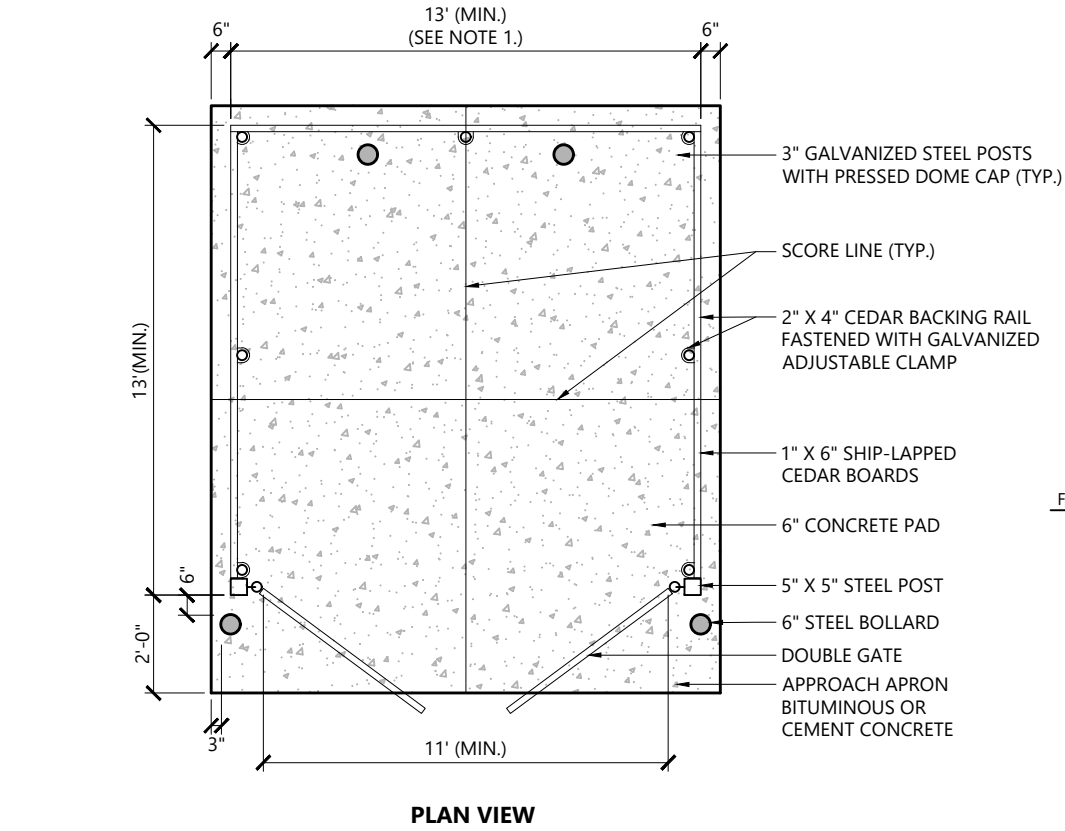 6"
13' (MIN.)
(SEE NOTE 1.)
6"
3" GALVANIZED STEEL POSTS
WITH PRESSED DOME CAP (TYP.)
SCORE LINE (TYP.)
13'(MIN.)
2" X 4" CEDAR BACKING RAIL
FASTENED WITH GALVANIZED
ADJUSTABLE CLAMP
1" X 6" SHIP-LAPPED
CEDAR BOARDS
F
6" CONCRETE PAD
6"
5" X 5" STEEL POST
6" STEEL BOLLARD
2'-0"
DOUBLE GATE
APPROACH APRON
BITUMINOUS OR
CEMENT CONCRETE
3"
11' (MIN.)
PLAN VIEW